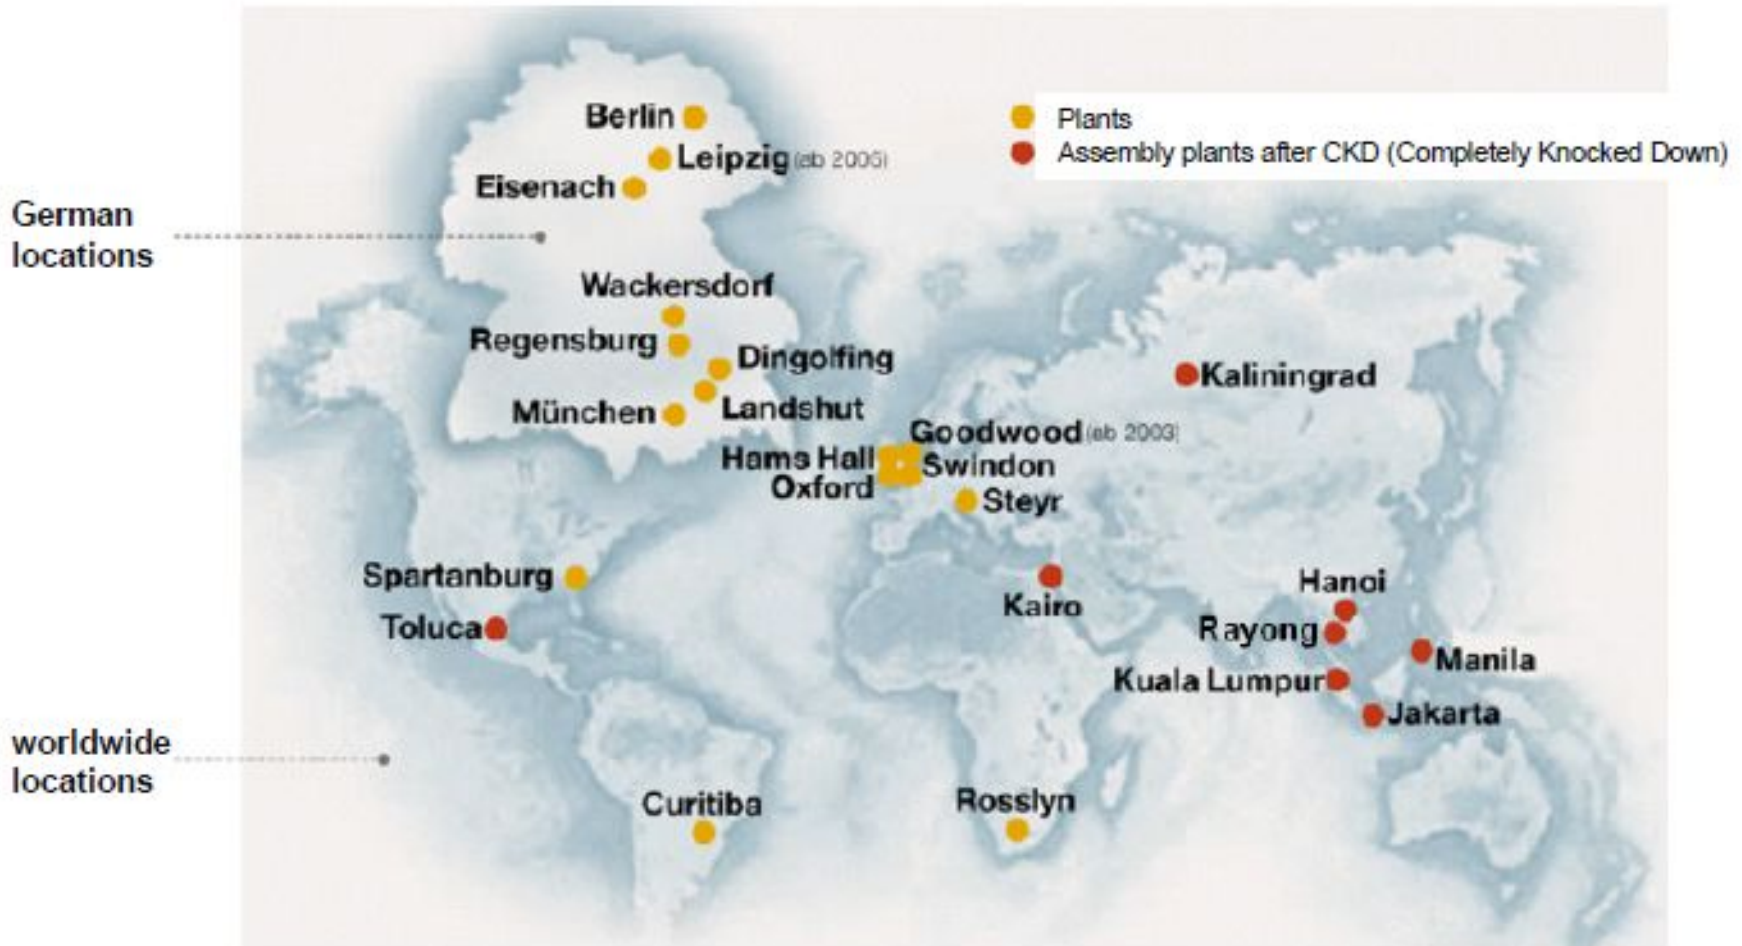 Berlin
Plants
Leipzig (ab 2005)
Assembly plants after CKD (Completely Knocked Down)
Eisenach
German
locations
Wackersdorf
Regensburg
Dingolfing
Kaliningrad
München
Landshut
Goodwood (ab 2003)
Hams Hall
Swindon
Oxford
Steyr
Spartanburg
Hanoi
Kairo
Toluca
Rayong
Manila
Kuala Lumpur
Jakarta
worldwide
locations
Curitiba
Rosslyn